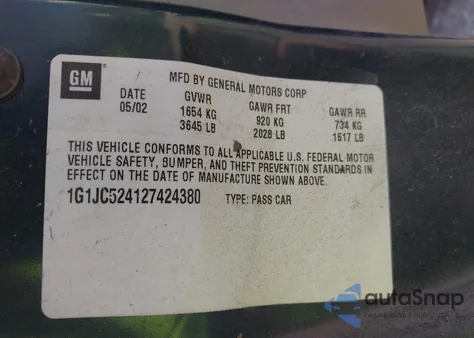 GM
MFD BY GENERAL MOTORS CORP
DATE GVWR GAWR FRT GAWR RR
05/02 1654 KG 920 KG 734 KG
3645 LB 2028 LB 1617 LB
THIS VEHICLE CONFORMS TO ALL APPLICABLE U.S. FEDERAL MOTOR
VEHICLE SAFETY, BUMPER, AND THEFT PREVENTION STANDARDS IN
EFFECT ON THE DATE OF MANUFACTURE SHOWN ABOVE.
1G1JC524127424380 TYPE: PASS CAR
autaSnap